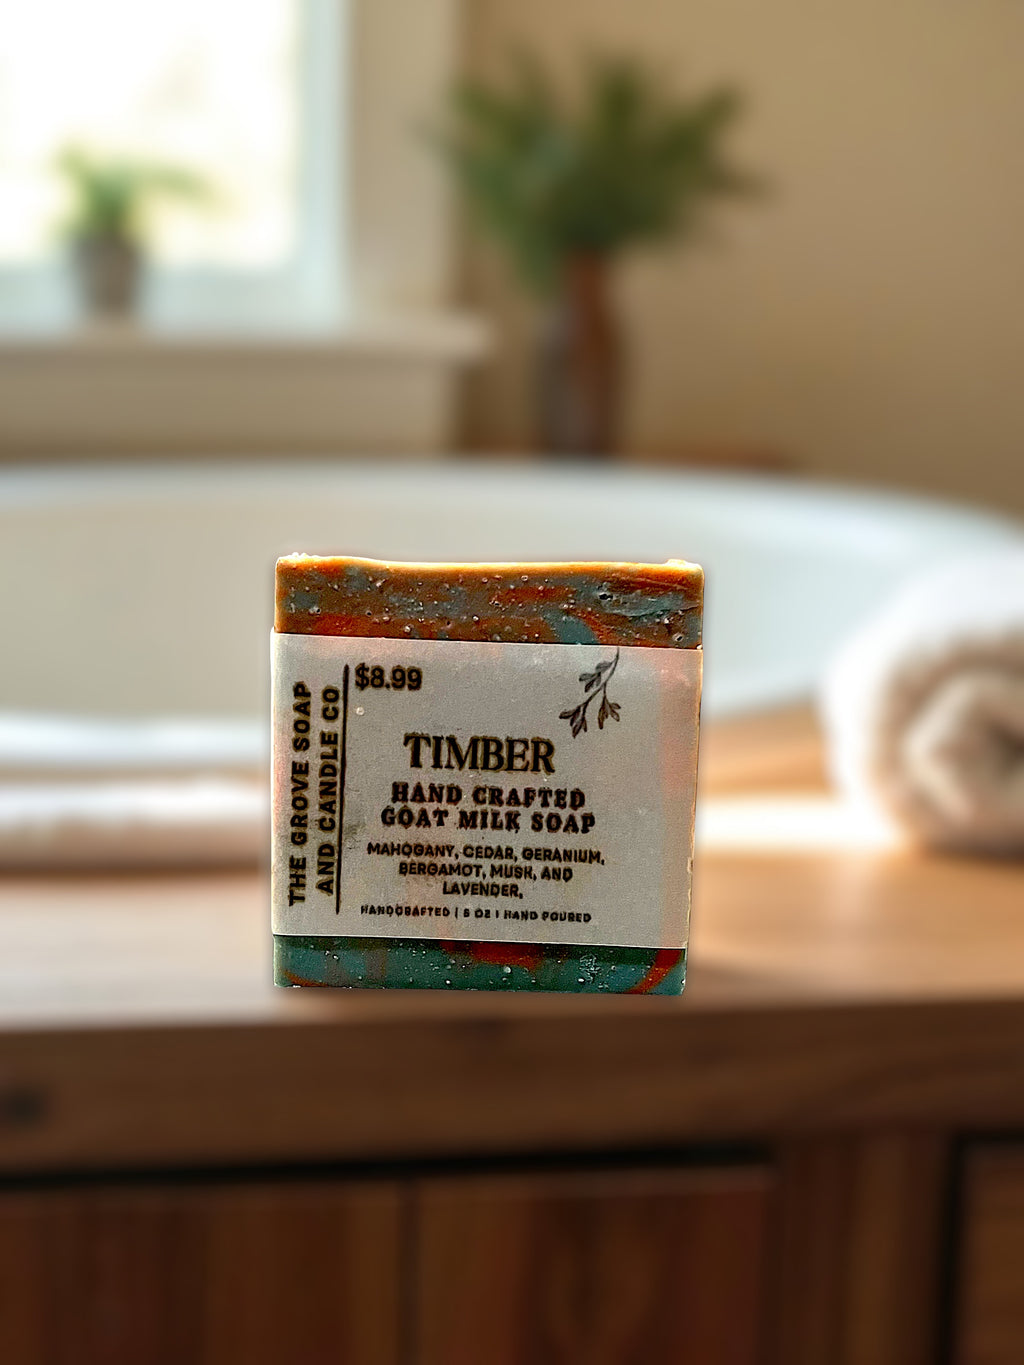 THE GROVE SOAP
AND CANDLE CO
$8.99
TIMBER
HAND CRAFTED
GOAT MILK SOAP
MAHOGANY, CEDAR, GERANIUM,
BERGAMOT, MUSK, AND
LAVENDER,
HANDCRAFTED | 5 OZ | HAND POURED